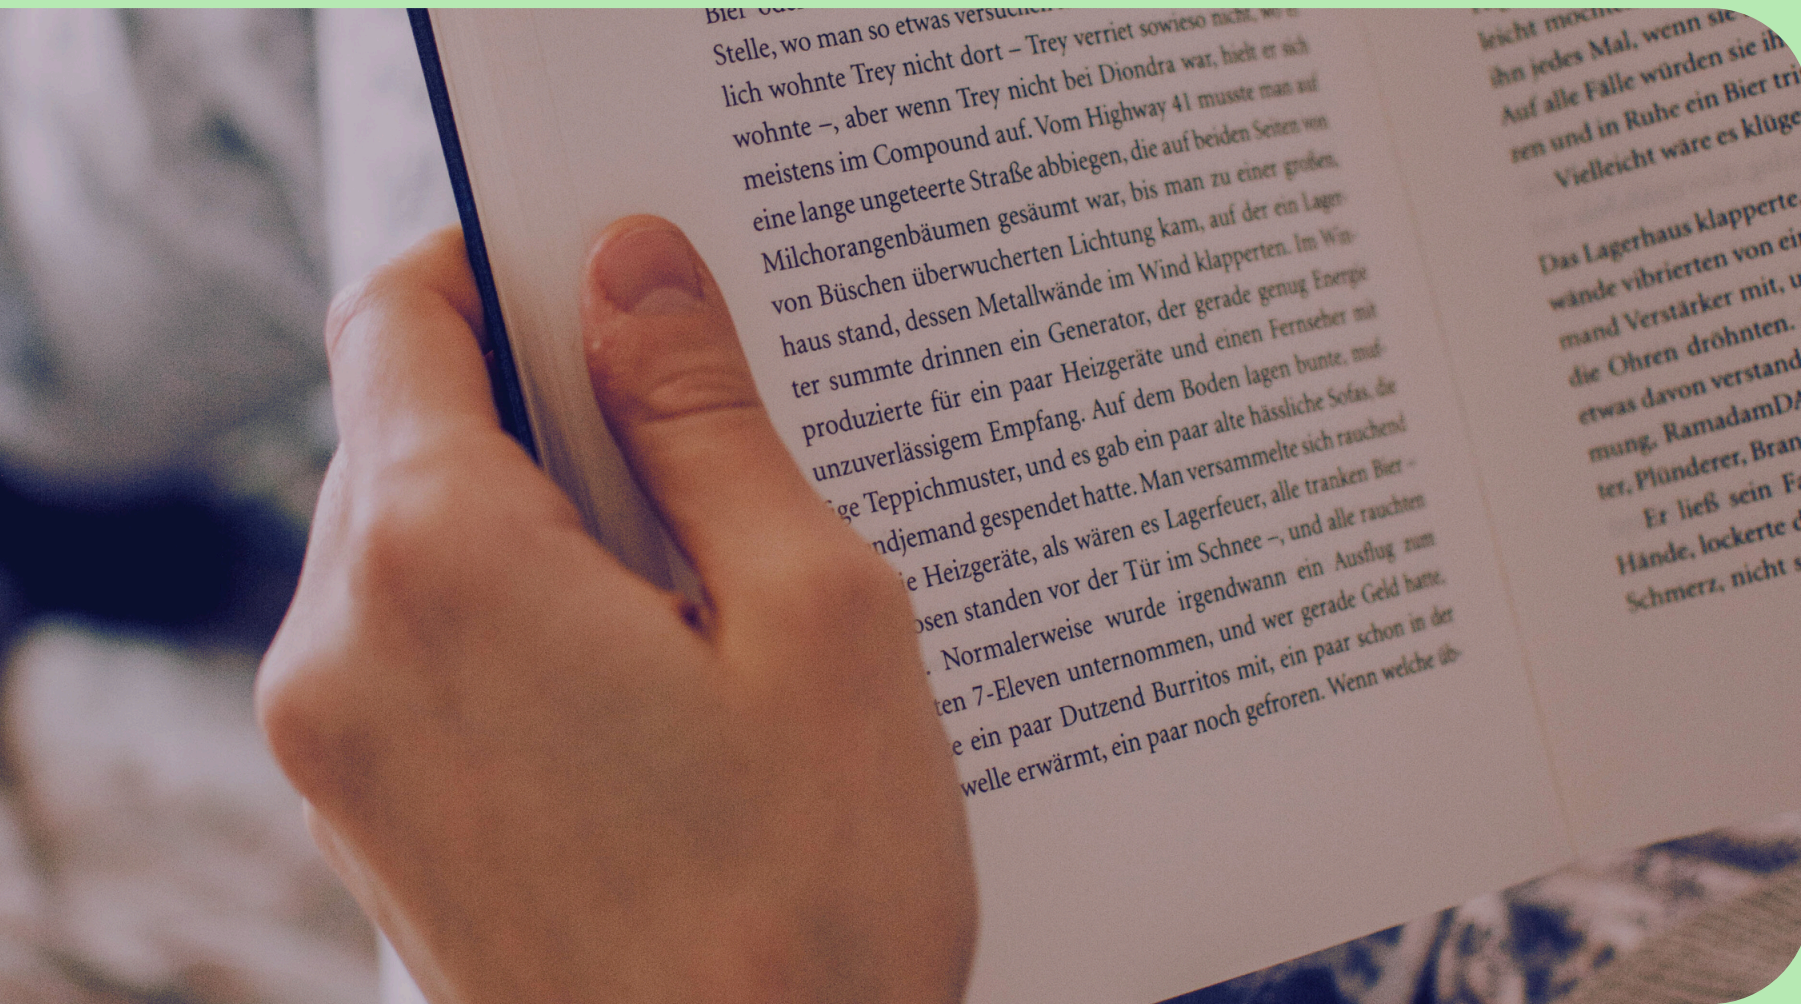 Bier
Stelle, wo man so etwas versuchen
lich wohnte Trey nicht dort – Trey verriet sowieso nicht, wo er
wohnte –, aber wenn Trey nicht bei Diondra war, hielt er sich
meistens im Compound auf. Vom Highway 41 musste man auf
eine lange ungeteerte Straße abbiegen, die auf beiden Seiten von
Milchorangenbäumen gesäumt war, bis man zu einer großen,
von Büschen überwucherten Lichtung kam, auf der ein Lager-
haus stand, dessen Metallwände im Wind klapperten. Im Win-
ter summte drinnen ein Generator, der gerade genug Energie
produzierte für ein paar Heizgeräte und einen Fernseher mit
unzuverlässigem Empfang. Auf dem Boden lagen bunte, muf-
ge Teppichmuster, und es gab ein paar alte hässliche Sofas, die
ndjemand gespendet hatte. Man versammelte sich rauchend
ie Heizgeräte, als wären es Lagerfeuer, alle tranken Bier –
osen standen vor der Tür im Schnee –, und alle rauchten
. Normalerweise wurde irgendwann ein Ausflug zum
ten 7-Eleven unternommen, und wer gerade Geld hatte,
e ein paar Dutzend Burritos mit, ein paar schon in der
welle erwärmt, ein paar noch gefroren. Wenn welche üb-
leicht möchte
ihn jedes Mal, wenn sie
Auf alle Fälle würden sie ih
zen und in Ruhe ein Bier tri
Vielleicht wäre es klüge
Das Lagerhaus klapperte.
wände vibrierten von ei
mand Verstärker mit, u
die Ohren dröhnten.
etwas davon verstand
mung, RamadamDA
ter, Plünderer, Bran
Er ließ sein Fa
Hände, lockerte d
Schmerz, nicht s